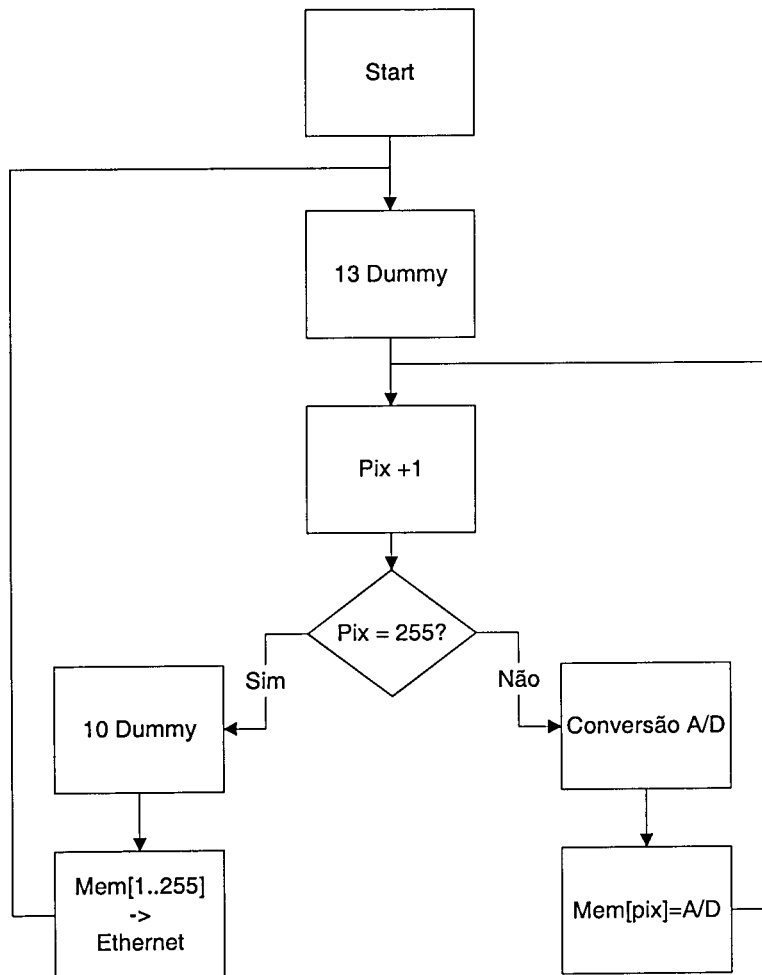 Start
13 Dummy
Pix +1
Pix = 255?
Sim
Não
10 Dummy
Conversão A/D
Mem[1..255]
->
Ethernet
Mem[pix]=A/D